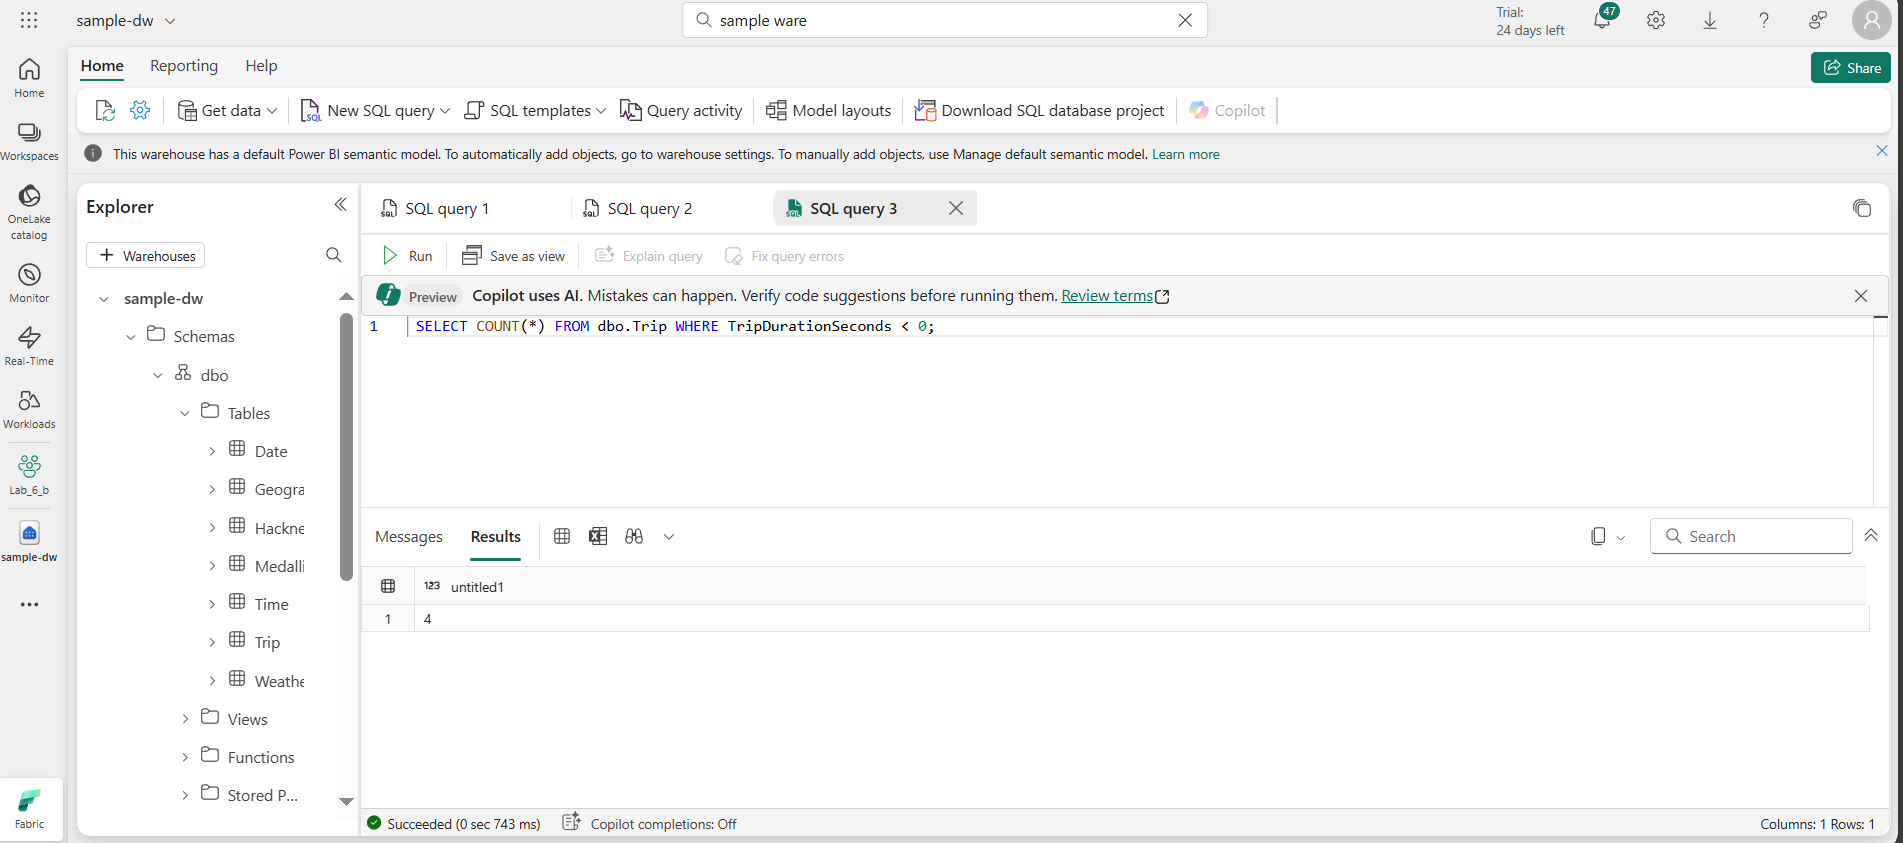 sample-dw
sample ware
Trial:
24 days left
47
Home Reporting Help
Share
Get data New SQL query SQL templates Query activity Model layouts Download SQL database project Copilot
This warehouse has a default Power BI semantic model. To automatically add objects, go to warehouse settings. To manually add objects, use Manage default semantic model. Learn more
Home
Workspaces
OneLake
catalog
Monitor
Real-Time
Workloads
Lab_6_b
sample-dw
Fabric
Explorer
Warehouses
sample-dw
Schemas
dbo
Tables
Date
Geogra
Hackne
Medalli
Time
Trip
Weathe
Views
Functions
Stored P...
SQL query 1 SQL query 2 SQL query 3
Run Save as view Explain query Fix query errors
Preview Copilot uses AI. Mistakes can happen. Verify code suggestions before running them. Review terms
1 SELECT COUNT(*) FROM dbo.Trip WHERE TripDurationSeconds < 0;
Messages Results Search
123 untitled1
1 4
Succeeded (0 sec 743 ms) Copilot completions: Off Columns: 1 Rows: 1